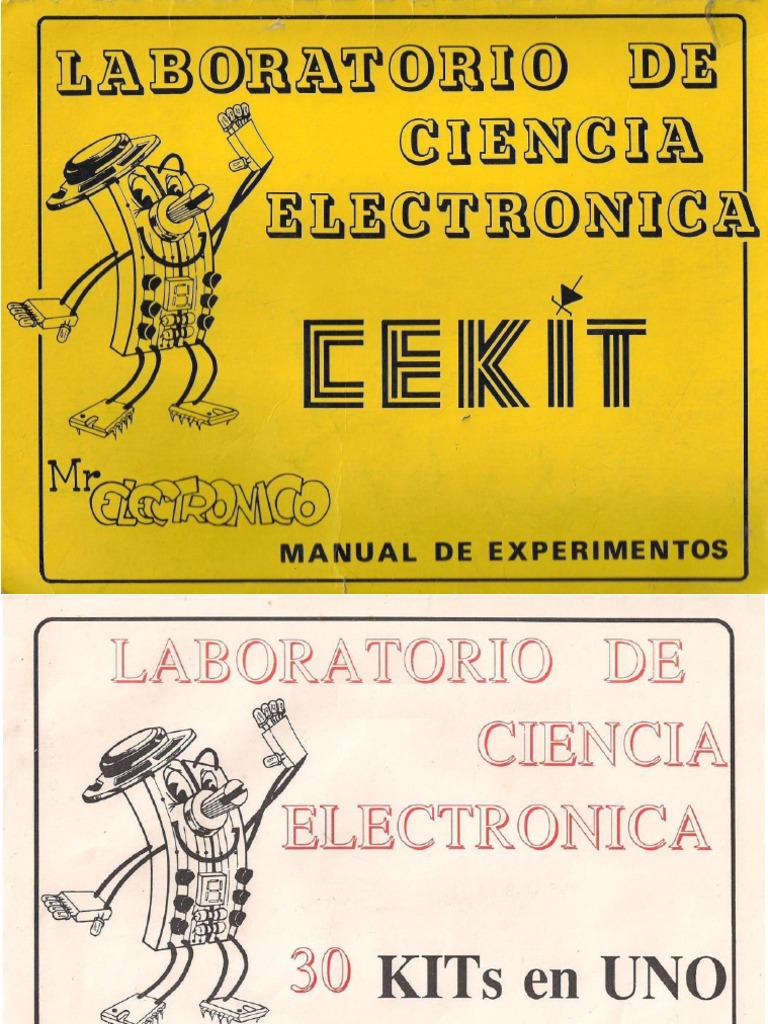 LABORATORIO DE
CIENCIA
ELECTRONICA
CEKIT
Mr ELECTRONICO
MANUAL DE EXPERIMENTOS
LABORATORIO DE
CIENCIA
ELECTRONICA
30 KITs en UNO